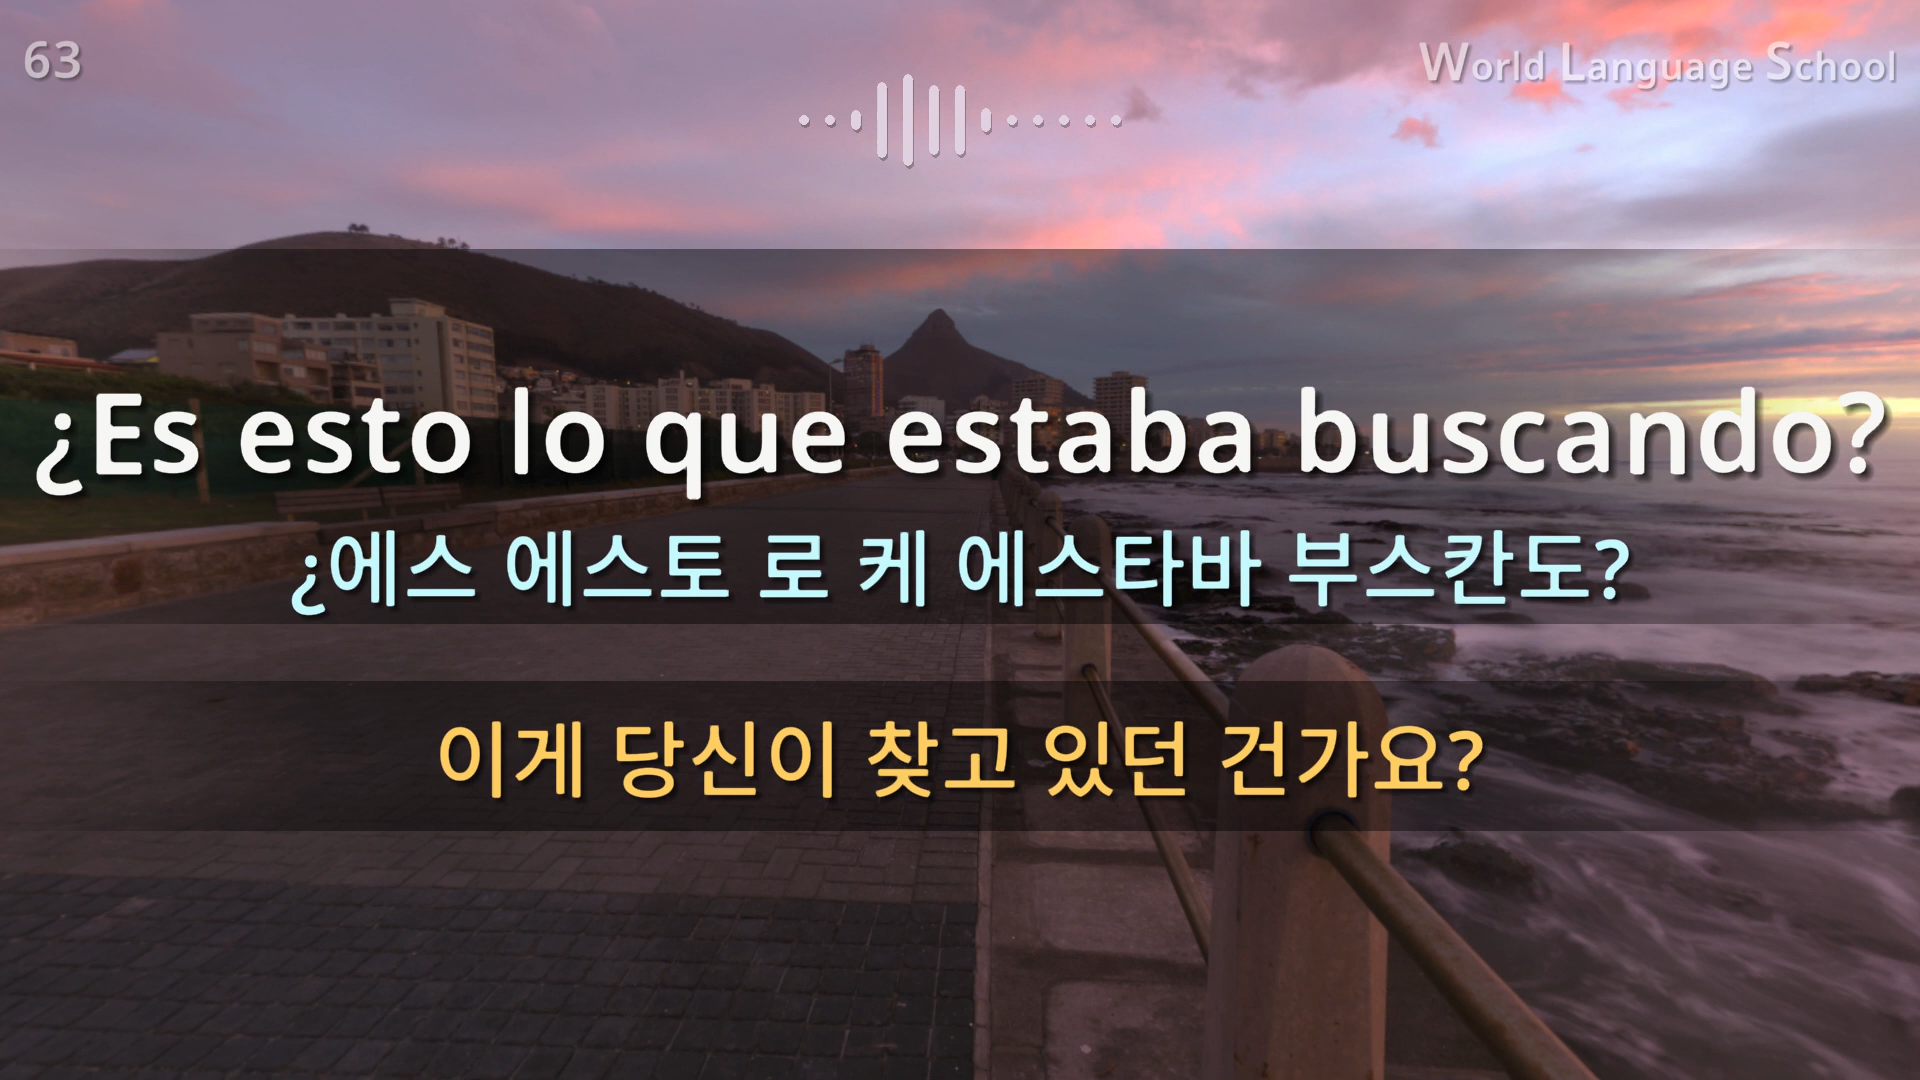 63
World Language School
¿Es esto lo que estaba buscando?
¿에스 에스토 로 케 에스타바 부스칸도?
이게 당신이 찾고 있던 건가요?